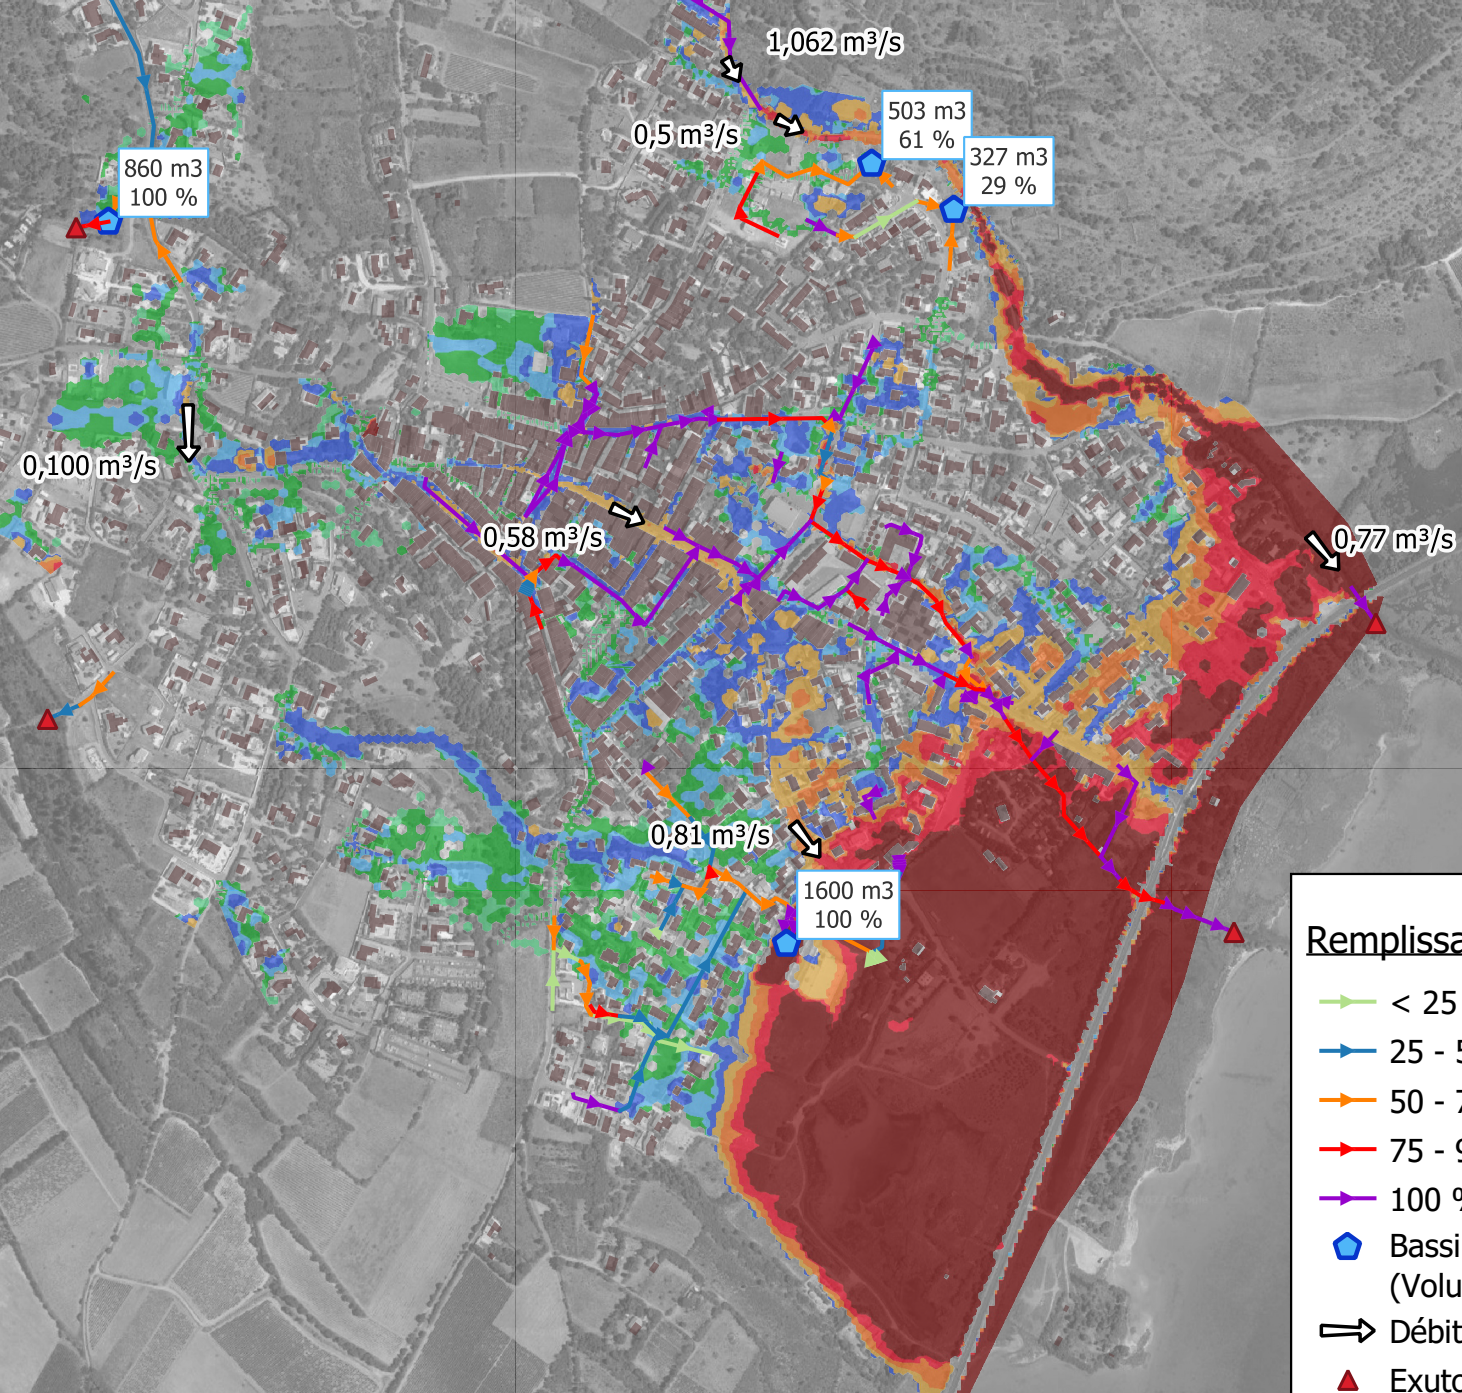 1,062 m³/s
503 m3
61 %
0,5 m³/s
327 m3
29 %
860 m3
100 %
0,100 m³/s
0,58 m³/s
0,77 m³/s
0,81 m³/s
1600 m3
100 %
Remplissa
< 25
25 - 5
50 - 7
75 - 9
100 %
Bassi
(Volu
Débit
Exuto